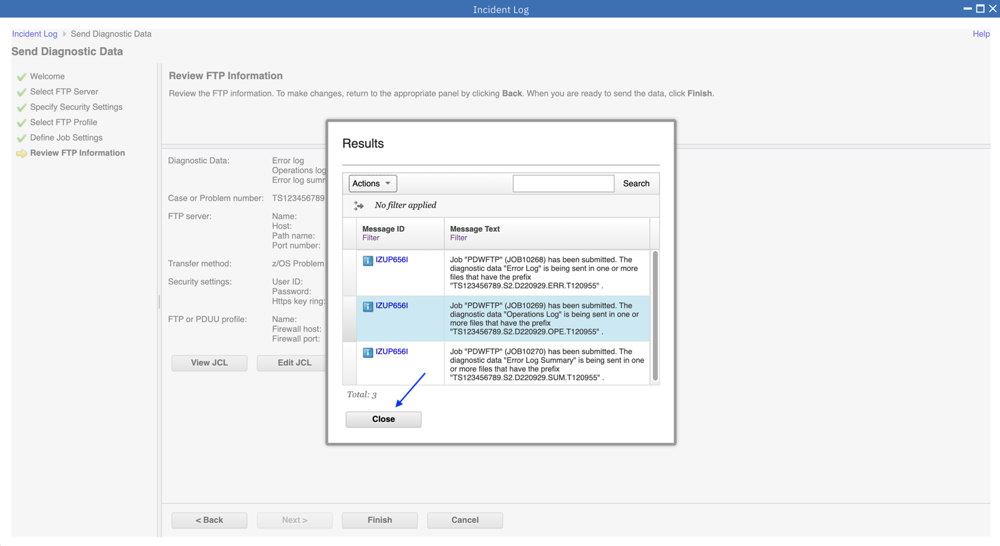 Incident Log
Incident Log Send Diagnostic Data
Help
Send Diagnostic Data
Welcome
Select FTP Server
Specify Security Settings
Select FTP Profile
Define Job Settings
Review FTP Information
Review FTP Information
Review the FTP information. To make changes, return to the appropriate panel by clicking Back. When you are ready to send the data, click Finish.
Diagnostic Data:
Error log
Operations log
Error log sum
Case or Problem number: TS123456789
FTP server:
Name:
Host:
Path name:
Port number:
Transfer method: z/OS Problem
Security settings:
User ID:
Password:
Https key ring:
FTP or PDUU profile:
Name:
Firewall host:
Firewall port:
View JCL
Edit JCL
Results
Actions
Search
No filter applied
Message ID
Filter
Message Text
Filter
IZUP656I
Job "PDWFTP" (JOB10268) has been submitted. The
diagnostic data "Error Log" is being sent in one or more
files that have the prefix
"TS123456789.S2.D220929.ERR.T120955" .
IZUP656I
Job "PDWFTP" (JOB10269) has been submitted. The
diagnostic data "Operations Log" is being sent in one or
more files that have the prefix
"TS123456789.S2.D220929.OPE.T120955" .
IZUP656I
Job "PDWFTP" (JOB10270) has been submitted. The
diagnostic data "Error Log Summary" is being sent in one
or more files that have the prefix
"TS123456789.S2.D220929.SUM.T120955" .
Total: 3
Close
< Back
Next >
Finish
Cancel